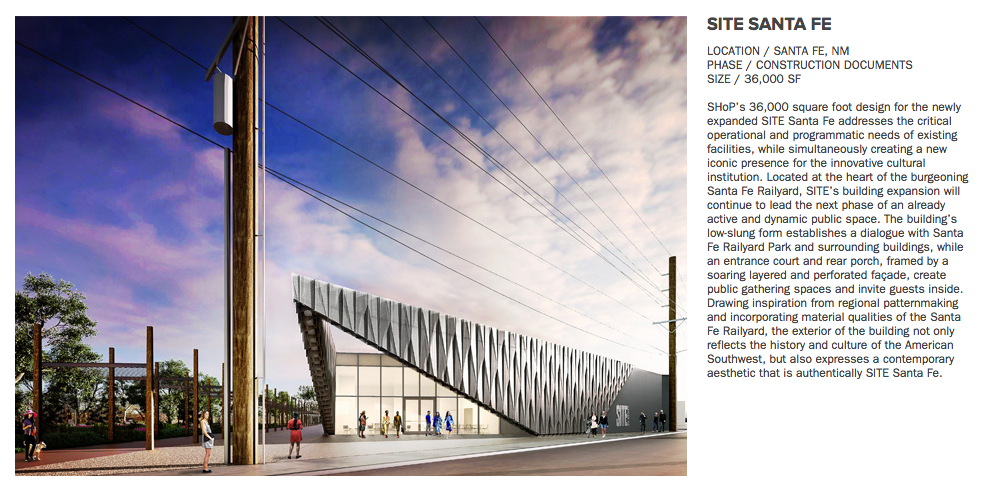 SITE SANTA FE
LOCATION / SANTA FE, NM
PHASE / CONSTRUCTION DOCUMENTS
SIZE / 36,000 SF
SHoP's 36,000 square foot design for the newly
expanded SITE Santa Fe addresses the critical
operational and programmatic needs of existing
facilities, while simultaneously creating a new
iconic presence for the innovative cultural
institution. Located at the heart of the burgeoning
Santa Fe Railyard, SITE's building expansion will
continue to lead the next phase of an already
active and dynamic public space. The building's
low-slung form establishes a dialogue with Santa
Fe Railyard Park and surrounding buildings, while
an entrance court and rear porch, framed by a
soaring layered and perforated façade, create
public gathering spaces and invite guests inside.
Drawing inspiration from regional patternmaking
and incorporating material qualities of the Santa
Fe Railyard, the exterior of the building not only
reflects the history and culture of the American
Southwest, but also expresses a contemporary
aesthetic that is authentically SITE Santa Fe.
SITE